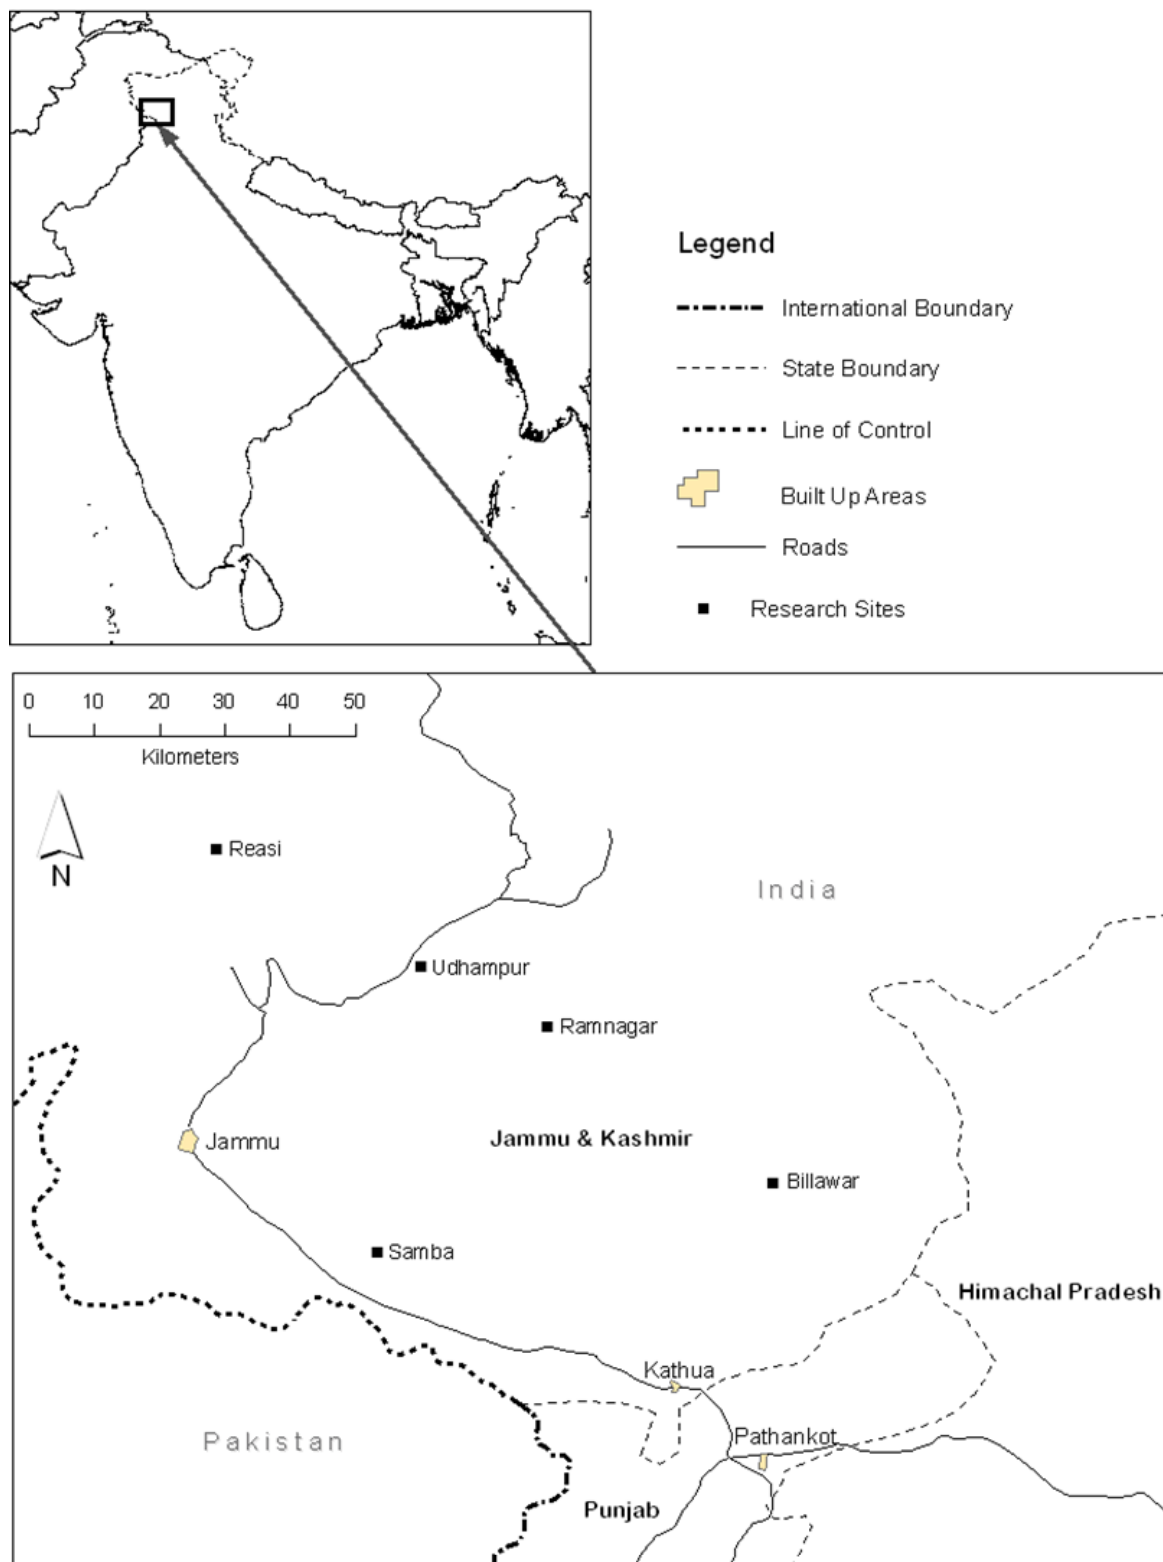 Legend
International Boundary
State Boundary
Line of Control
Built Up Areas
Roads
Research Sites
0 10 20 30 40 50
Kilometers
N
Reasi
India
Udhampur
Ramnagar
Jammu
Jammu & Kashmir
Billawar
Samba
Himachal Pradesh
Kathua
Pakistan
Pathankot
Punjab